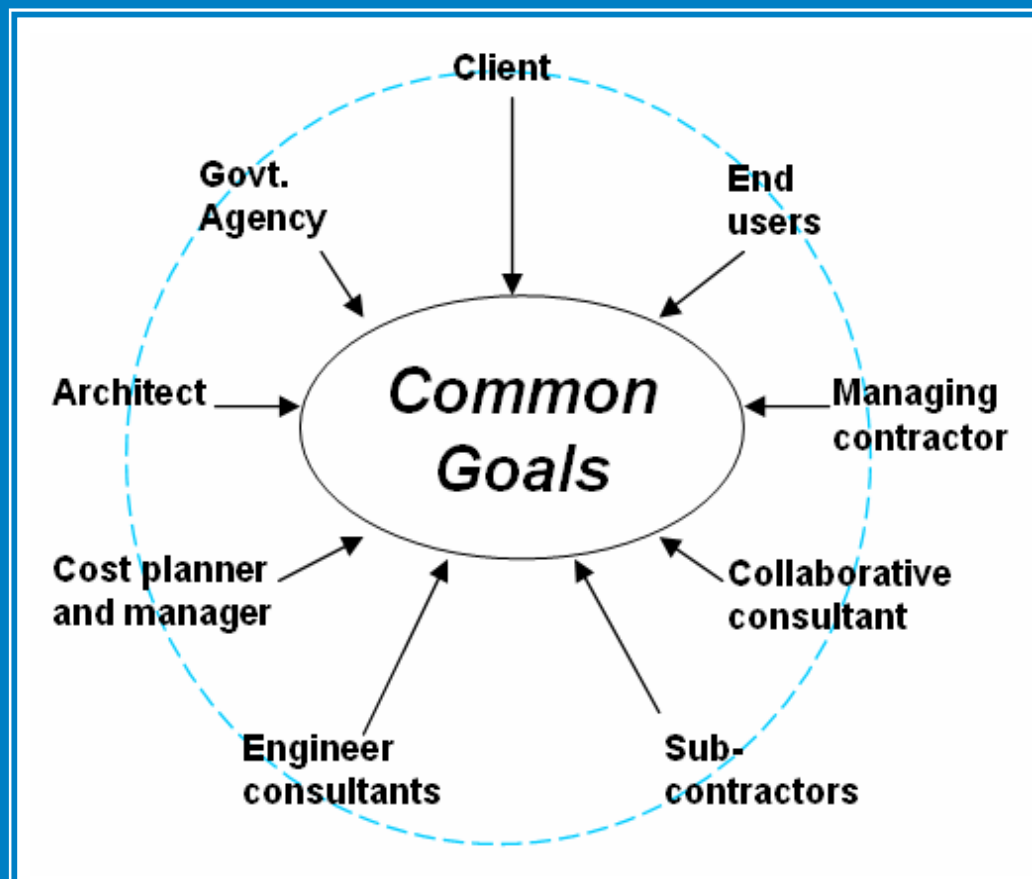 Client
Govt.
Agency
End
users
Architect
Common
Goals
Managing
contractor
Cost planner
and manager
Collaborative
consultant
Engineer
consultants
Sub-
contractors